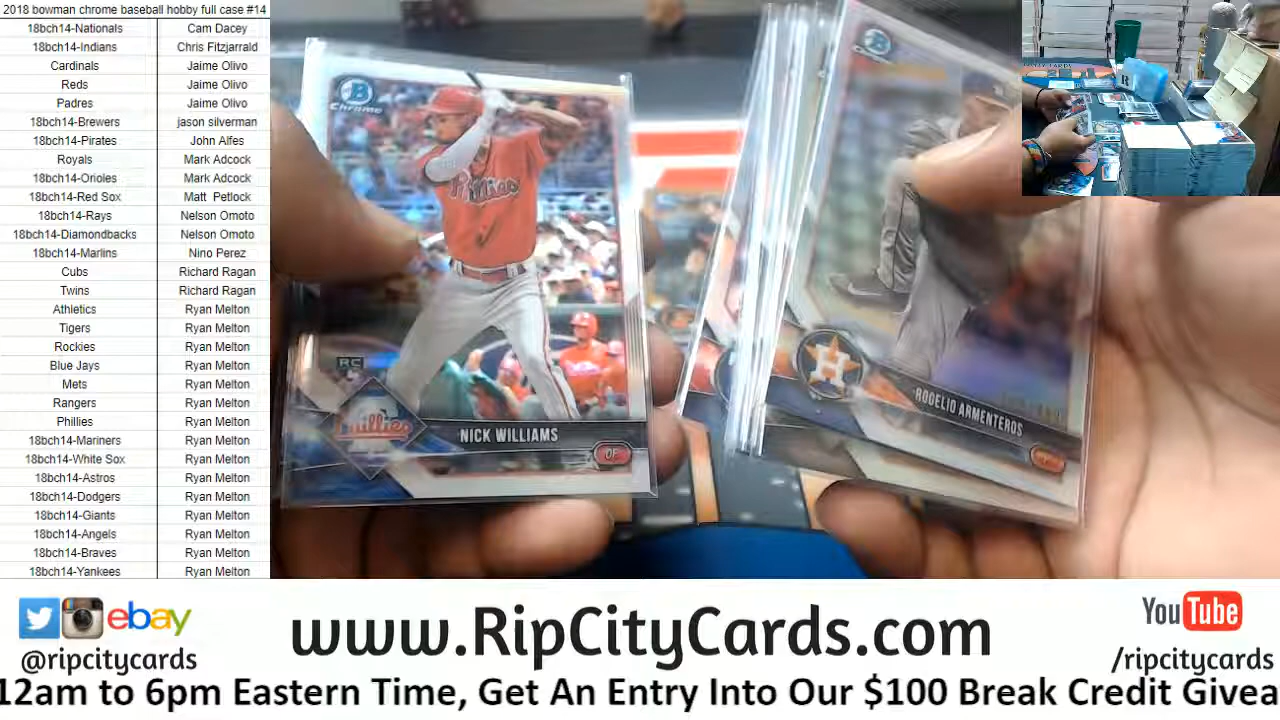 2018 bowman chrome baseball hobby full case #14
18bch14-Nationals Cam Dacey
18bch14-Indians Chris Fitzjarrald
Cardinals Jaime Olivo
Reds Jaime Olivo
Padres Jaime Olivo
18bch14-Brewers jason silverman
18bch14-Pirates John Alfes
Royals Mark Adcock
18bch14-Orioles Mark Adcock
18bch14-Red Sox Matt Petlock
18bch14-Rays Nelson Omoto
18bch14-Diamondbacks Nelson Omoto
18bch14-Marlins Nino Perez
Cubs Richard Ragan
Twins Richard Ragan
Athletics Ryan Melton
Tigers Ryan Melton
Rockies Ryan Melton
Blue Jays Ryan Melton
Mets Ryan Melton
Rangers Ryan Melton
Phillies Ryan Melton
18bch14-Mariners Ryan Melton
18bch14-White Sox Ryan Melton
18bch14-Astros Ryan Melton
18bch14-Dodgers Ryan Melton
18bch14-Giants Ryan Melton
18bch14-Angels Ryan Melton
18bch14-Braves Ryan Melton
18bch14-Yankees Ryan Melton
B
Chrome
Phillies
RC
Phillies
NICK WILLIAMS
OF
B
H
ROGELIO ARMENTEROS
R
ebay
@ripcitycards
www.RipCityCards.com
YouTube
/ripcitycards
12am to 6pm Eastern Time, Get An Entry Into Our $100 Break Credit Givea